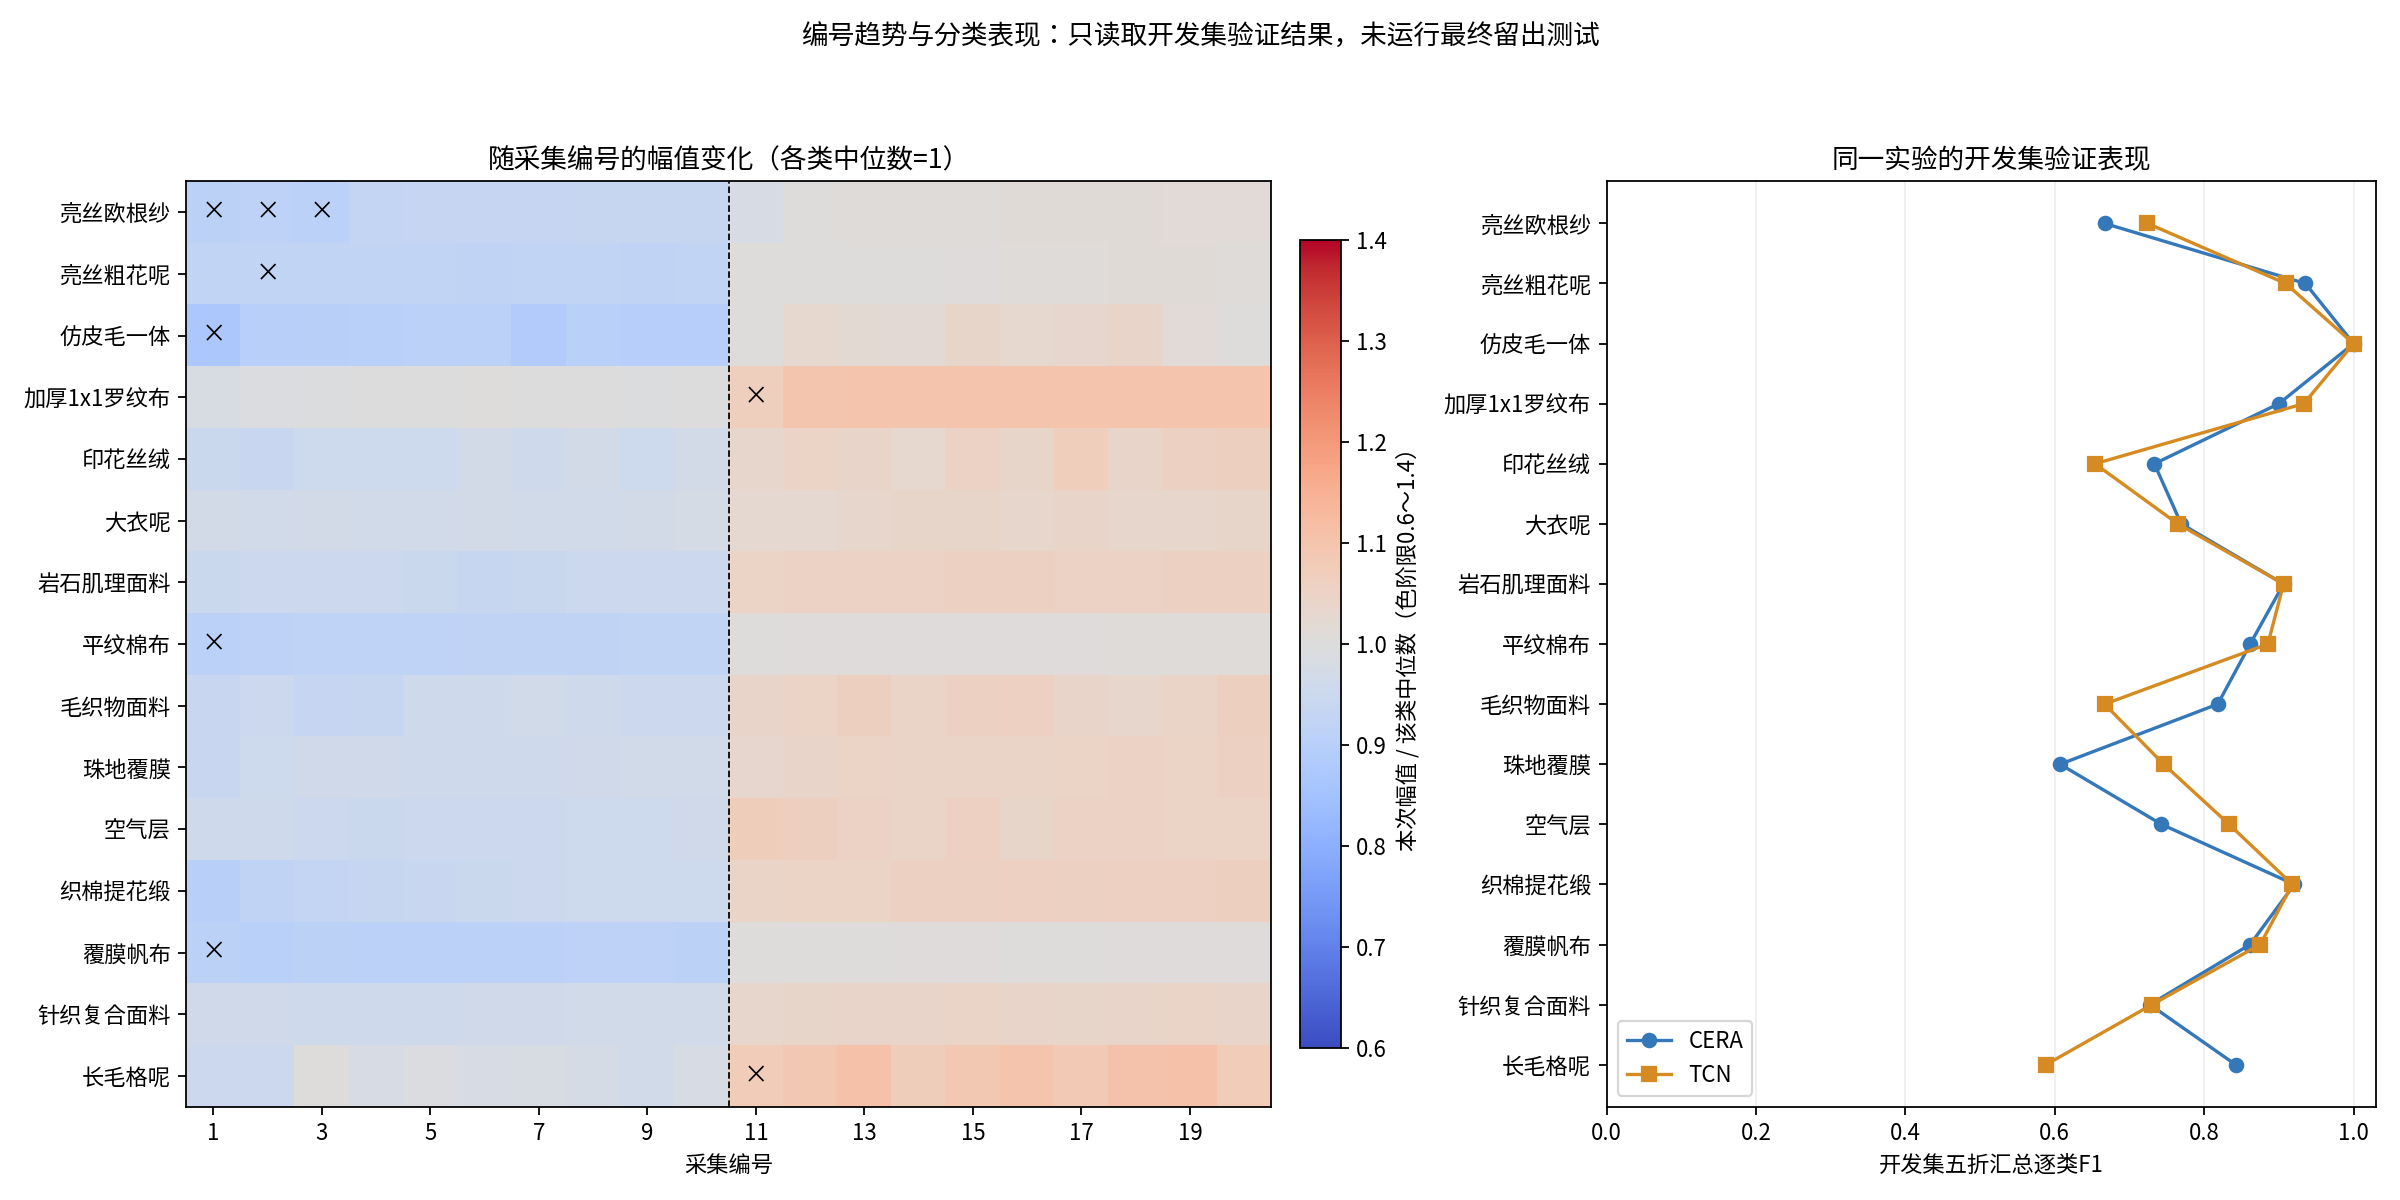 编号趋势与分类表现：只读取开发集验证结果，未运行最终留出测试
随采集编号的幅值变化（各类中位数=1）
亮丝欧根纱
亮丝粗花呢
仿皮毛一体
加厚1x1罗纹布
印花丝绒
大衣呢
岩石肌理面料
平纹棉布
毛织物面料
珠地覆膜
空气层
织棉提花缎
覆膜帆布
针织复合面料
长毛格呢
1 3 5 7 9 11 13 15 17 19
采集编号
1.4
1.3
1.2
1.1
1.0
0.9
0.8
0.7
0.6
本次幅值 / 该类中位数（色阶限0.6～1.4）
同一实验的开发集验证表现
亮丝欧根纱
亮丝粗花呢
仿皮毛一体
加厚1x1罗纹布
印花丝绒
大衣呢
岩石肌理面料
平纹棉布
毛织物面料
珠地覆膜
空气层
织棉提花缎
覆膜帆布
针织复合面料
长毛格呢
CERA
TCN
0.0 0.2 0.4 0.6 0.8 1.0
开发集五折汇总逐类F1